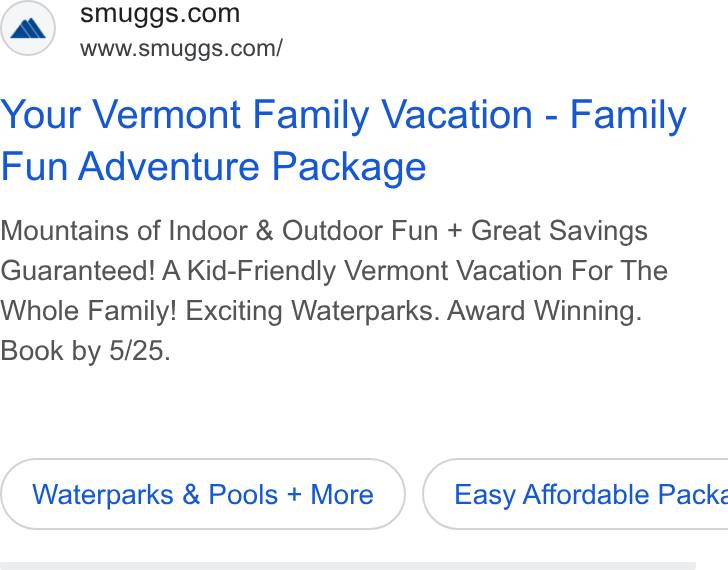 smuggs.com
www.smuggs.com/
Your Vermont Family Vacation - Family
Fun Adventure Package
Mountains of Indoor & Outdoor Fun + Great Savings
Guaranteed! A Kid-Friendly Vermont Vacation For The
Whole Family! Exciting Waterparks. Award Winning.
Book by 5/25.
Waterparks & Pools + More
Easy Affordable